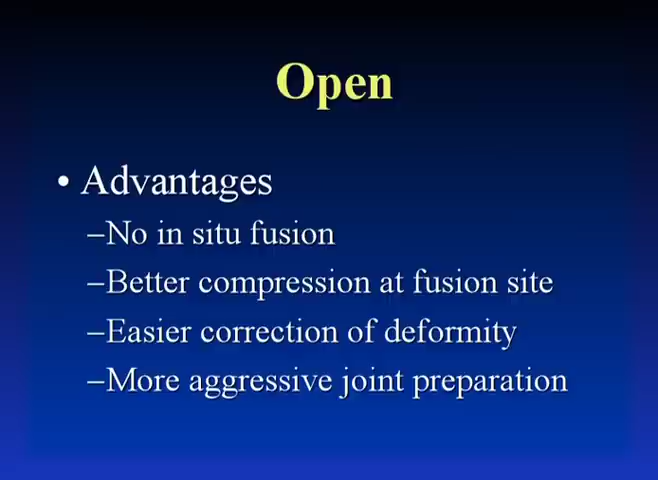 Open
• Advantages
–No in situ fusion
–Better compression at fusion site
–Easier correction of deformity
–More aggressive joint preparation